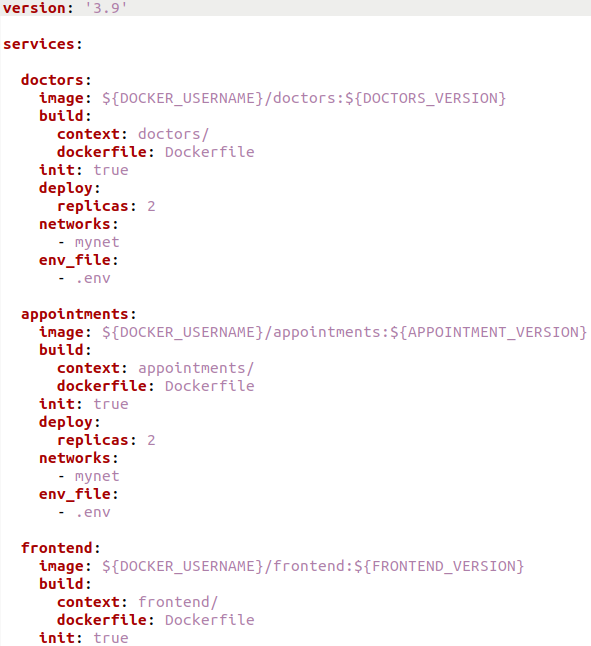 version: '3.9'
services:
doctors:
image: ${DOCKER_USERNAME}/doctors:${DOCTORS_VERSION}
build:
context: doctors/
dockerfile: Dockerfile
init: true
deploy:
replicas: 2
networks:
- mynet
env_file:
- .env
appointments:
image: ${DOCKER_USERNAME}/appointments:${APPOINTMENT_VERSION}
build:
context: appointments/
dockerfile: Dockerfile
init: true
deploy:
replicas: 2
networks:
- mynet
env_file:
- .env
frontend:
image: ${DOCKER_USERNAME}/frontend:${FRONTEND_VERSION}
build:
context: frontend/
dockerfile: Dockerfile
init: true